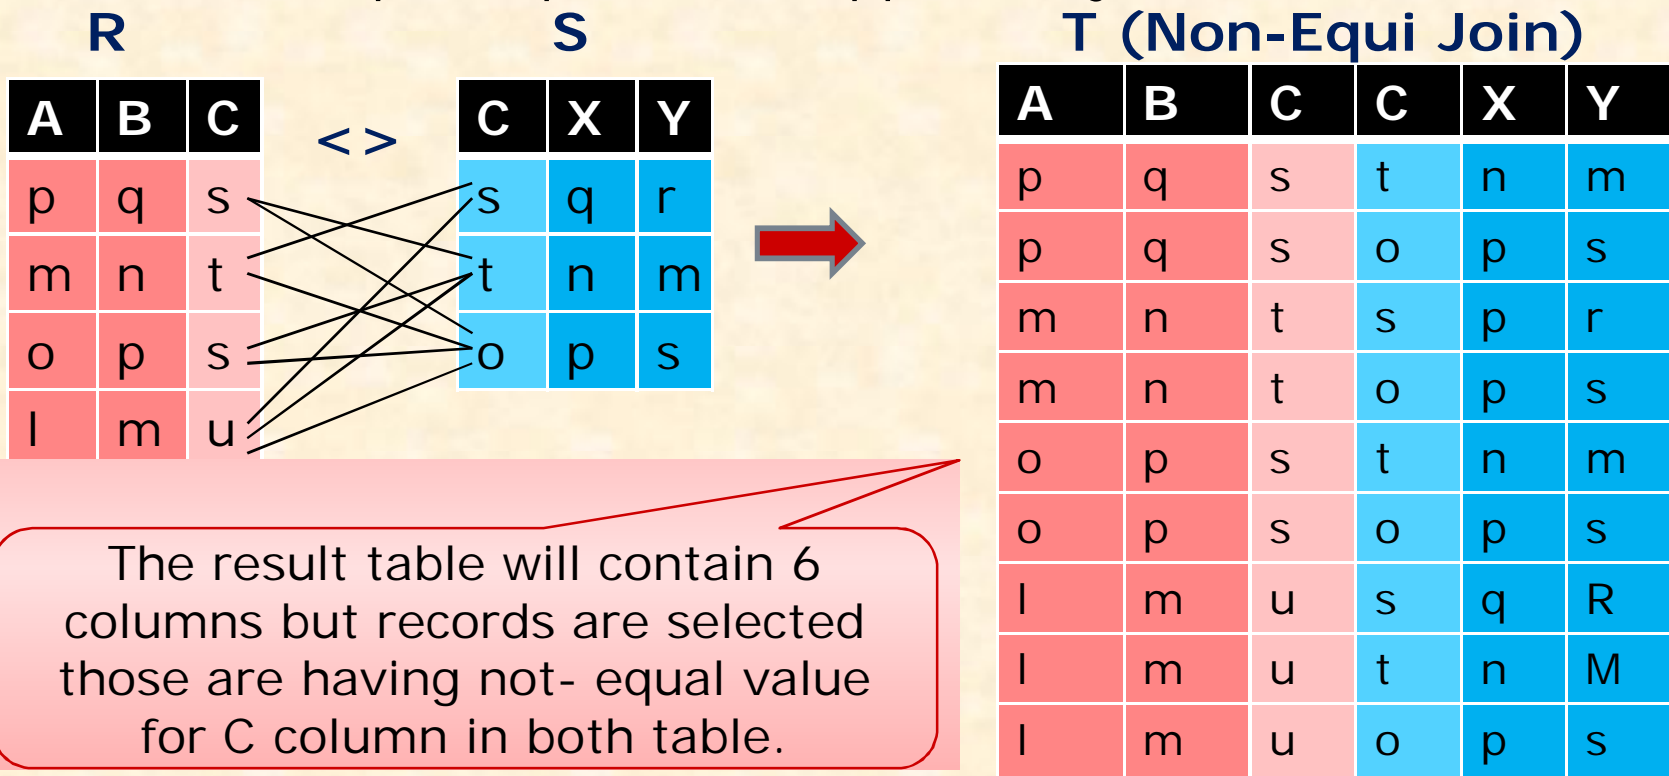 R S T (Non-Equi Join)
A B C <> C X Y
p q s s q r
m n t t n m
o p s o p s
l m u
A B C C X Y
p q s t n m
p q s o p s
m n t s p r
m n t o p s
o p s t n m
o p s o p s
l m u s q R
l m u t n M
l m u o p s
The result table will contain 6
columns but records are selected
those are having not- equal value
for C column in both table.